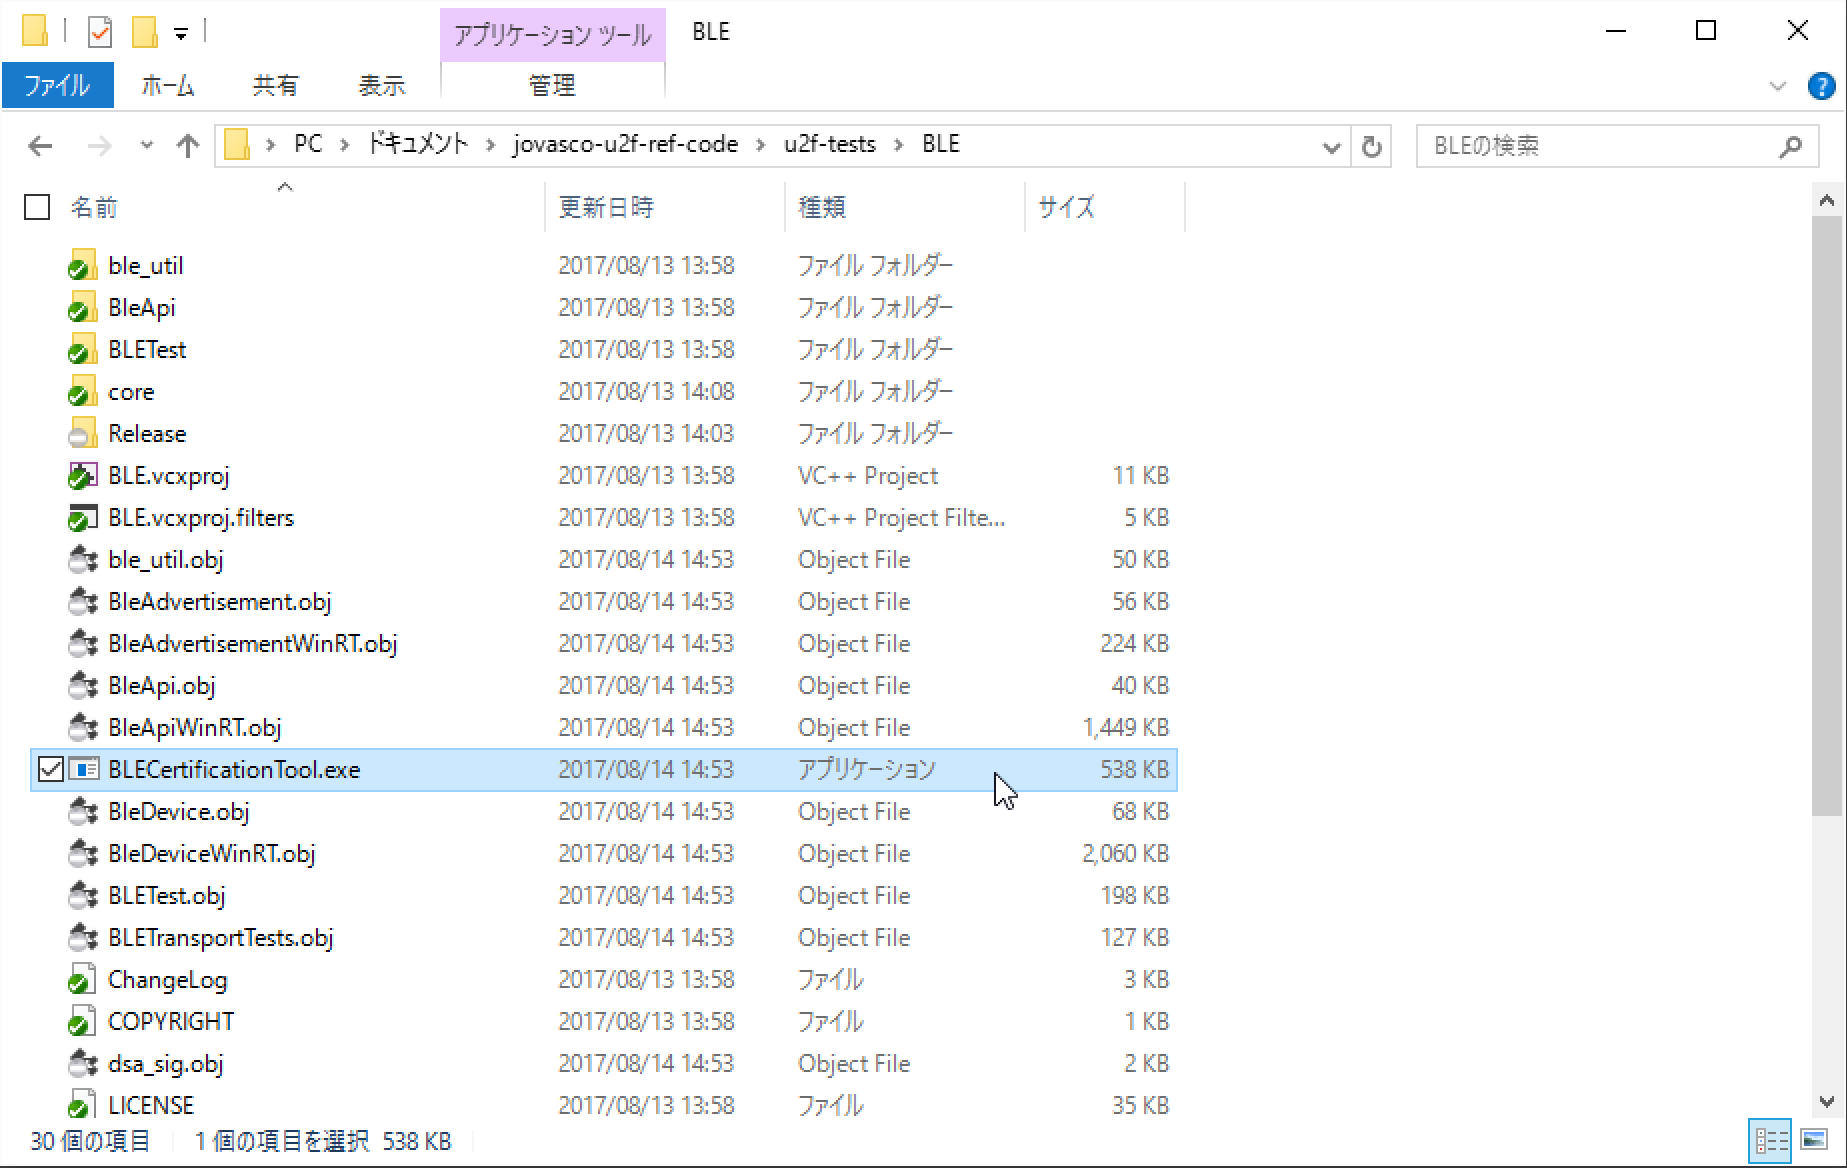 アプリケーション ツール BLE
ファイル ホーム 共有 表示 管理
PC ドキュメント jovasco-u2f-ref-code u2f-tests BLE BLEの検索
名前 更新日時 種類 サイズ
ble_util 2017/08/13 13:58 ファイル フォルダー
BleApi 2017/08/13 13:58 ファイル フォルダー
BLETest 2017/08/13 13:58 ファイル フォルダー
core 2017/08/13 14:08 ファイル フォルダー
Release 2017/08/13 14:03 ファイル フォルダー
BLE.vcxproj 2017/08/13 13:58 VC++ Project 11 KB
BLE.vcxproj.filters 2017/08/13 13:58 VC++ Project Filte... 5 KB
ble_util.obj 2017/08/14 14:53 Object File 50 KB
BleAdvertisement.obj 2017/08/14 14:53 Object File 56 KB
BleAdvertisementWinRT.obj 2017/08/14 14:53 Object File 224 KB
BleApi.obj 2017/08/14 14:53 Object File 40 KB
BleApiWinRT.obj 2017/08/14 14:53 Object File 1,449 KB
BLECertificationTool.exe 2017/08/14 14:53 アプリケーション 538 KB
BleDevice.obj 2017/08/14 14:53 Object File 68 KB
BleDeviceWinRT.obj 2017/08/14 14:53 Object File 2,060 KB
BLETest.obj 2017/08/14 14:53 Object File 198 KB
BLETransportTests.obj 2017/08/14 14:53 Object File 127 KB
ChangeLog 2017/08/13 13:58 ファイル 3 KB
COPYRIGHT 2017/08/13 13:58 ファイル 1 KB
dsa_sig.obj 2017/08/14 14:53 Object File 2 KB
LICENSE 2017/08/13 13:58 ファイル 35 KB
30 個の項目 1 個の項目を選択 538 KB